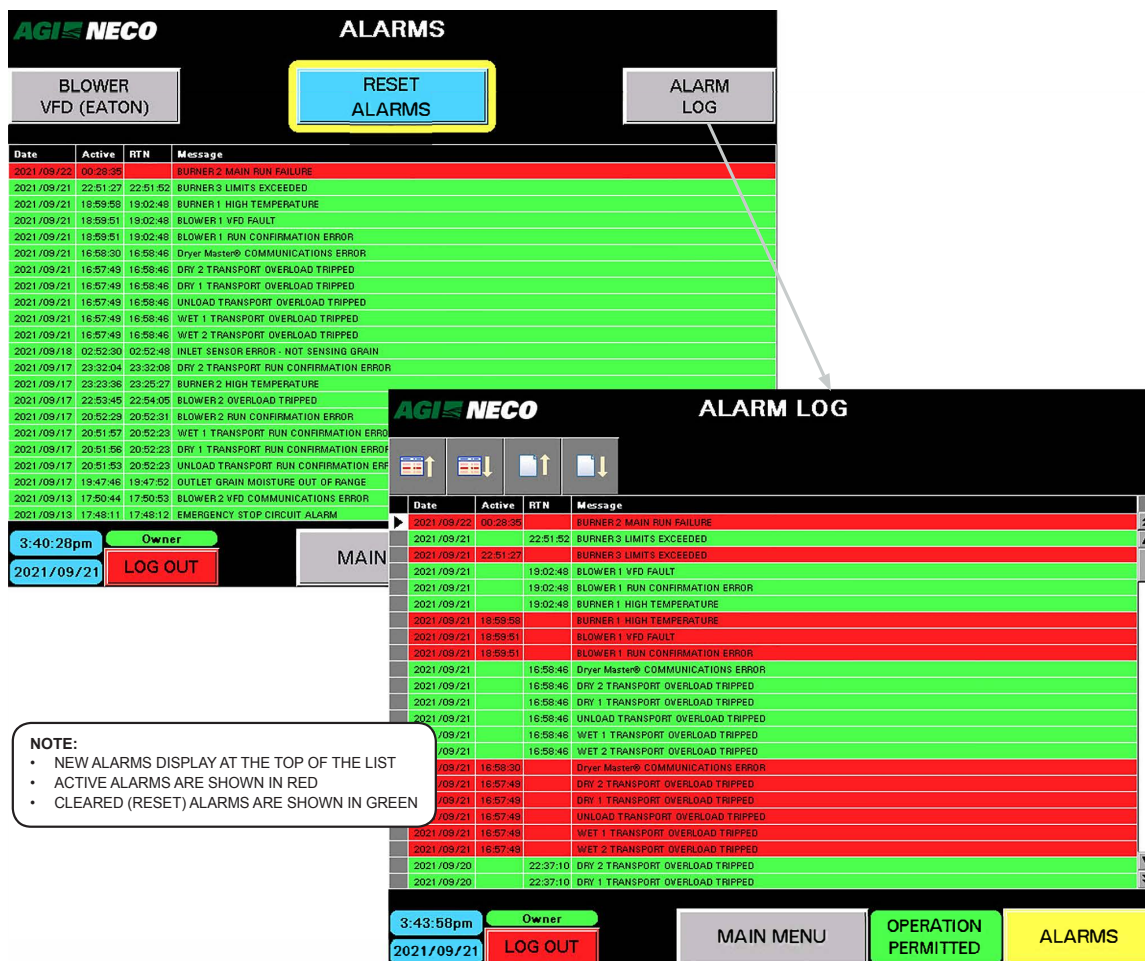 AGI NECO
ALARMS
BLOWER
VFD (EATON)
RESET
ALARMS
ALARM
LOG
Date Active RTN Message
2021/09/22 00:28:35 BURNER 2 MAIN RUN FAILURE
2021/09/21 22:51:27 22:51:52 BURNER 3 LIMITS EXCEEDED
2021/09/21 18:59:58 19:02:48 BURNER 1 HIGH TEMPERATURE
2021/09/21 18:59:51 19:02:48 BLOWER 1 VFD FAULT
2021/09/21 18:59:51 19:02:48 BLOWER 1 RUN CONFIRMATION ERROR
2021/09/21 16:58:30 16:58:46 Dryer Master® COMMUNICATIONS ERROR
2021/09/21 16:57:49 16:58:46 DRY 2 TRANSPORT OVERLOAD TRIPPED
2021/09/21 16:57:49 16:58:46 DRY 1 TRANSPORT OVERLOAD TRIPPED
2021/09/21 16:57:49 16:58:46 UNLOAD TRANSPORT OVERLOAD TRIPPED
2021/09/21 16:57:49 16:58:46 WET 1 TRANSPORT OVERLOAD TRIPPED
2021/09/21 16:57:49 16:58:46 WET 2 TRANSPORT OVERLOAD TRIPPED
2021/09/18 02:52:30 02:52:48 INLET SENSOR ERROR - NOT SENSING GRAIN
2021/09/17 23:32:04 23:32:08 DRY 2 TRANSPORT RUN CONFIRMATION ERROR
2021/09/17 23:23:36 23:25:27 BURNER 2 HIGH TEMPERATURE
2021/09/17 22:53:45 22:54:05 BLOWER 2 OVERLOAD TRIPPED
2021/09/17 20:52:29 20:52:31 BLOWER 2 RUN CONFIRMATION ERROR
2021/09/17 20:51:57 20:52:23 WET 1 TRANSPORT RUN CONFIRMATION ERRO
2021/09/17 20:51:56 20:52:23 DRY 1 TRANSPORT RUN CONFIRMATION ERROR
2021/09/17 20:51:53 20:52:23 UNLOAD TRANSPORT RUN CONFIRMATION ERR
2021/09/17 19:47:46 19:47:52 OUTLET GRAIN MOISTURE OUT OF RANGE
2021/09/13 17:50:44 17:50:53 BLOWER 2 VFD COMMUNICATIONS ERROR
2021/09/13 17:48:11 17:48:12 EMERGENCY STOP CIRCUIT ALARM
3:40:28pm Owner
2021/09/21 LOG OUT
MAIN
AGI NECO
ALARM LOG
Date Active RTN Message
2021/09/22 00:28:35 BURNER 2 MAIN RUN FAILURE
2021/09/21 22:51:52 BURNER 3 LIMITS EXCEEDED
2021/09/21 22:51:27 BURNER 3 LIMITS EXCEEDED
2021/09/21 19:02:48 BLOWER 1 VFD FAULT
2021/09/21 19:02:48 BLOWER 1 RUN CONFIRMATION ERROR
2021/09/21 19:02:48 BURNER 1 HIGH TEMPERATURE
2021/09/21 18:59:58 BURNER 1 HIGH TEMPERATURE
2021/09/21 18:59:51 BLOWER 1 VFD FAULT
2021/09/21 18:59:51 BLOWER 1 RUN CONFIRMATION ERROR
2021/09/21 16:58:46 Dryer Master® COMMUNICATIONS ERROR
2021/09/21 16:58:46 DRY 2 TRANSPORT OVERLOAD TRIPPED
2021/09/21 16:58:46 DRY 1 TRANSPORT OVERLOAD TRIPPED
2021/09/21 16:58:46 UNLOAD TRANSPORT OVERLOAD TRIPPED
/09/21 16:58:46 WET 1 TRANSPORT OVERLOAD TRIPPED
/09/21 16:58:46 WET 2 TRANSPORT OVERLOAD TRIPPED
/09/21 16:58:30 Dryer Master® COMMUNICATIONS ERROR
/09/21 16:57:49 DRY 2 TRANSPORT OVERLOAD TRIPPED
/09/21 16:57:49 DRY 1 TRANSPORT OVERLOAD TRIPPED
/09/21 16:57:49 UNLOAD TRANSPORT OVERLOAD TRIPPED
2021/09/21 16:57:49 WET 1 TRANSPORT OVERLOAD TRIPPED
2021/09/21 16:57:49 WET 2 TRANSPORT OVERLOAD TRIPPED
2021/09/20 22:37:10 DRY 2 TRANSPORT OVERLOAD TRIPPED
2021/09/20 22:37:10 DRY 1 TRANSPORT OVERLOAD TRIPPED
3:43:58pm Owner
2021/09/21 LOG OUT
MAIN MENU
OPERATION
PERMITTED
ALARMS
NOTE:
• NEW ALARMS DISPLAY AT THE TOP OF THE LIST
• ACTIVE ALARMS ARE SHOWN IN RED
• CLEARED (RESET) ALARMS ARE SHOWN IN GREEN